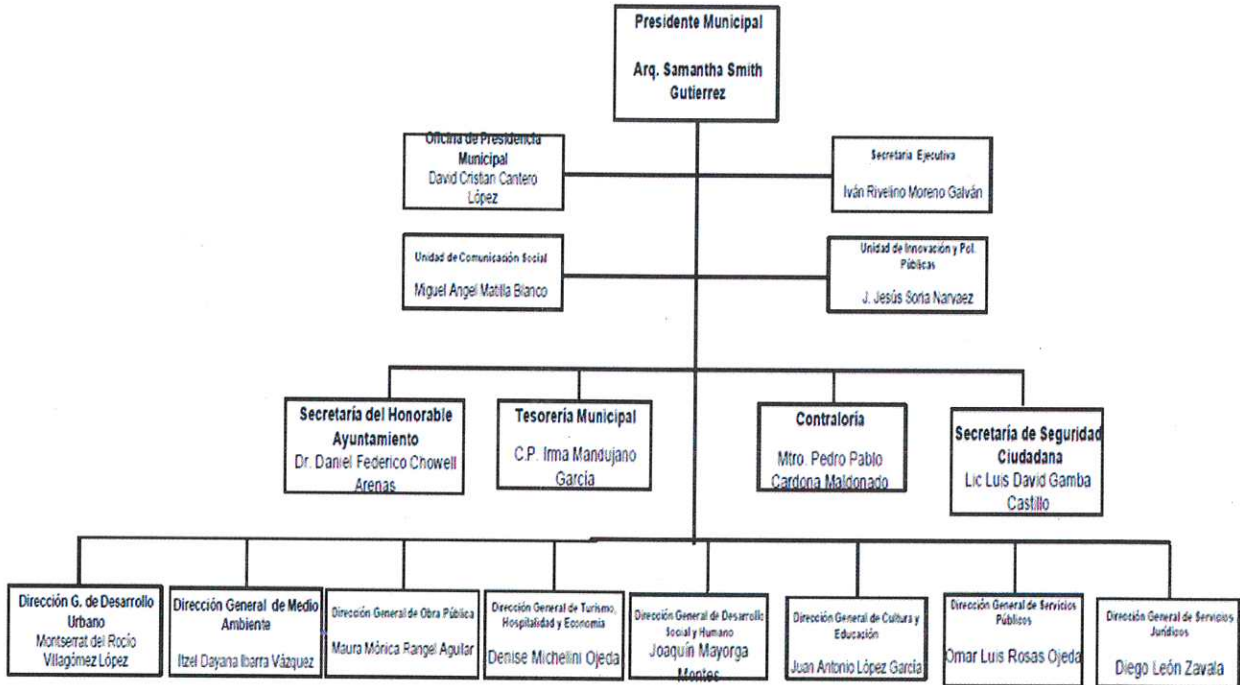 Presidente Municipal
Arq. Samantha Smith
Gutierrez
Oficina de Presidencia
Municipal
David Cristian Cantero
López
Secretaria Ejecutiva
Iván Rivelino Moreno Galván
Unidad de Comunicación Social
Miguel Angel Matilla Blanco
Unidad de Innovación y Pol.
Públicas
J. Jesús Soria Narvaez
Secretaría del Honorable
Ayuntamiento
Dr. Daniel Federico Chowell
Arenas
Tesorería Municipal
C.P. Irma Mandujano
García
Contraloría
Mtro. Pedro Pablo
Cardona Maldonado
Secretaría de Seguridad
Ciudadana
Lic Luis David Gamba
Castillo
Dirección G. de Desarrollo
Urbano
Montserrat del Rocío
Villagómez López
Dirección General de Medio
Ambiente
Itzel Dayana Ibarra Vázquez
Dirección General de Obra Pública
Maura Mórica Rangel Aguilar
Dirección General de Turismo,
Hospitalidad y Economía
Denise Michelini Ojeda
Dirección General de Desarrollo
Social y Humano
Joaquín Mayorga
Montes
Dirección General de Cultura y
Educación
Juan Antonio López García
Dirección General de Servicios
Públicos
Omar Luis Rosas Ojeda
Dirección General de Servicios
Jurídicos
Diego León Zavala